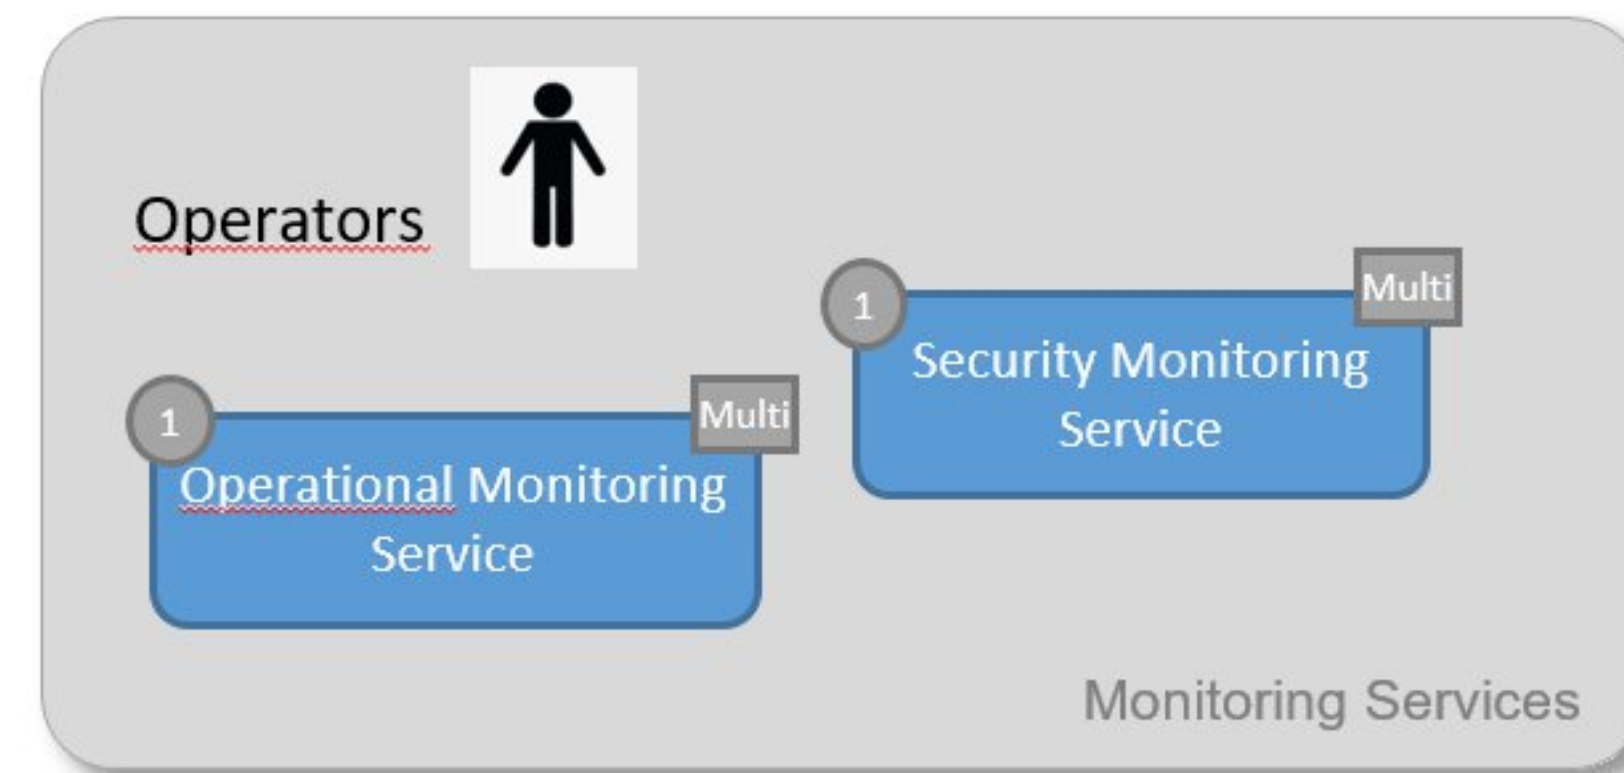 Operators
1
Multi
Security Monitoring
Service
1
Multi
Operational Monitoring
Service
Monitoring Services